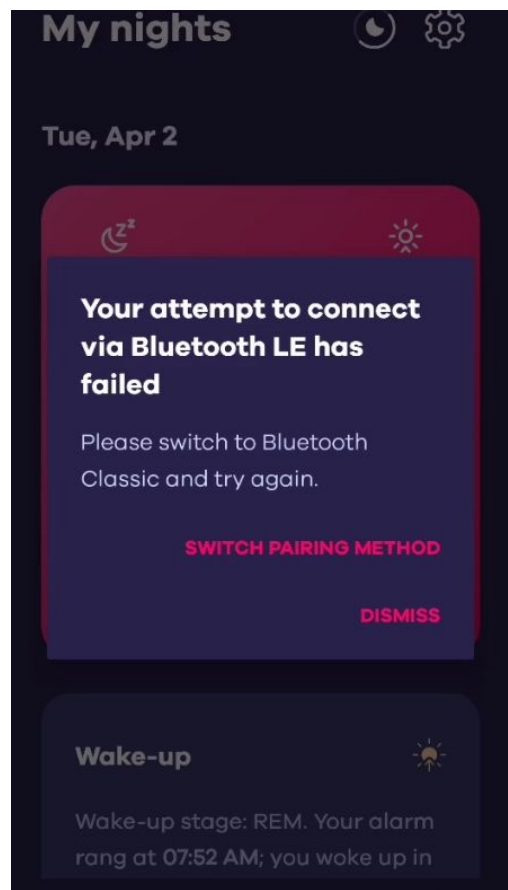 My nights
Tue, Apr 2
zᶻ
Your attempt to connect
via Bluetooth LE has
failed
Please switch to Bluetooth
Classic and try again.
SWITCH PAIRING METHOD
DISMISS
Wake-up
Wake-up stage: REM. Your alarm
rang at 07:52 AM; you woke up in